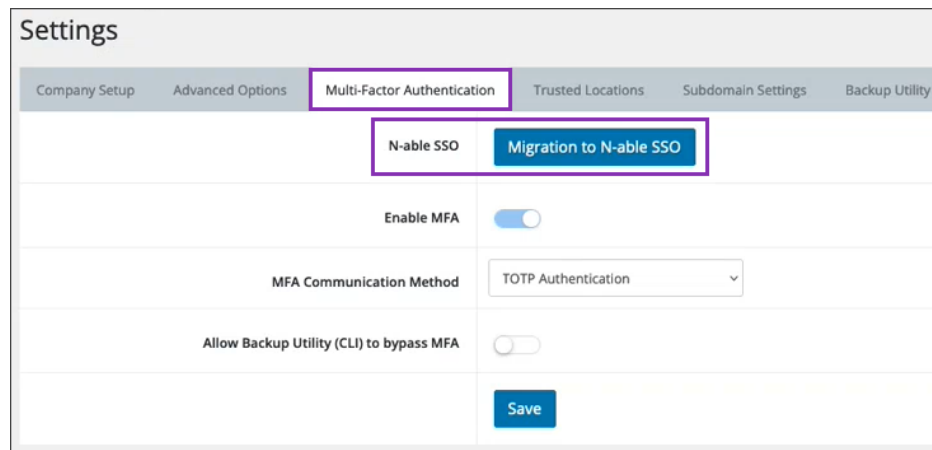 Settings
Company Setup Advanced Options Multi-Factor Authentication Trusted Locations Subdomain Settings Backup Utility
N-able SSO Migration to N-able SSO
Enable MFA
MFA Communication Method TOTP Authentication
Allow Backup Utility (CLI) to bypass MFA
Save